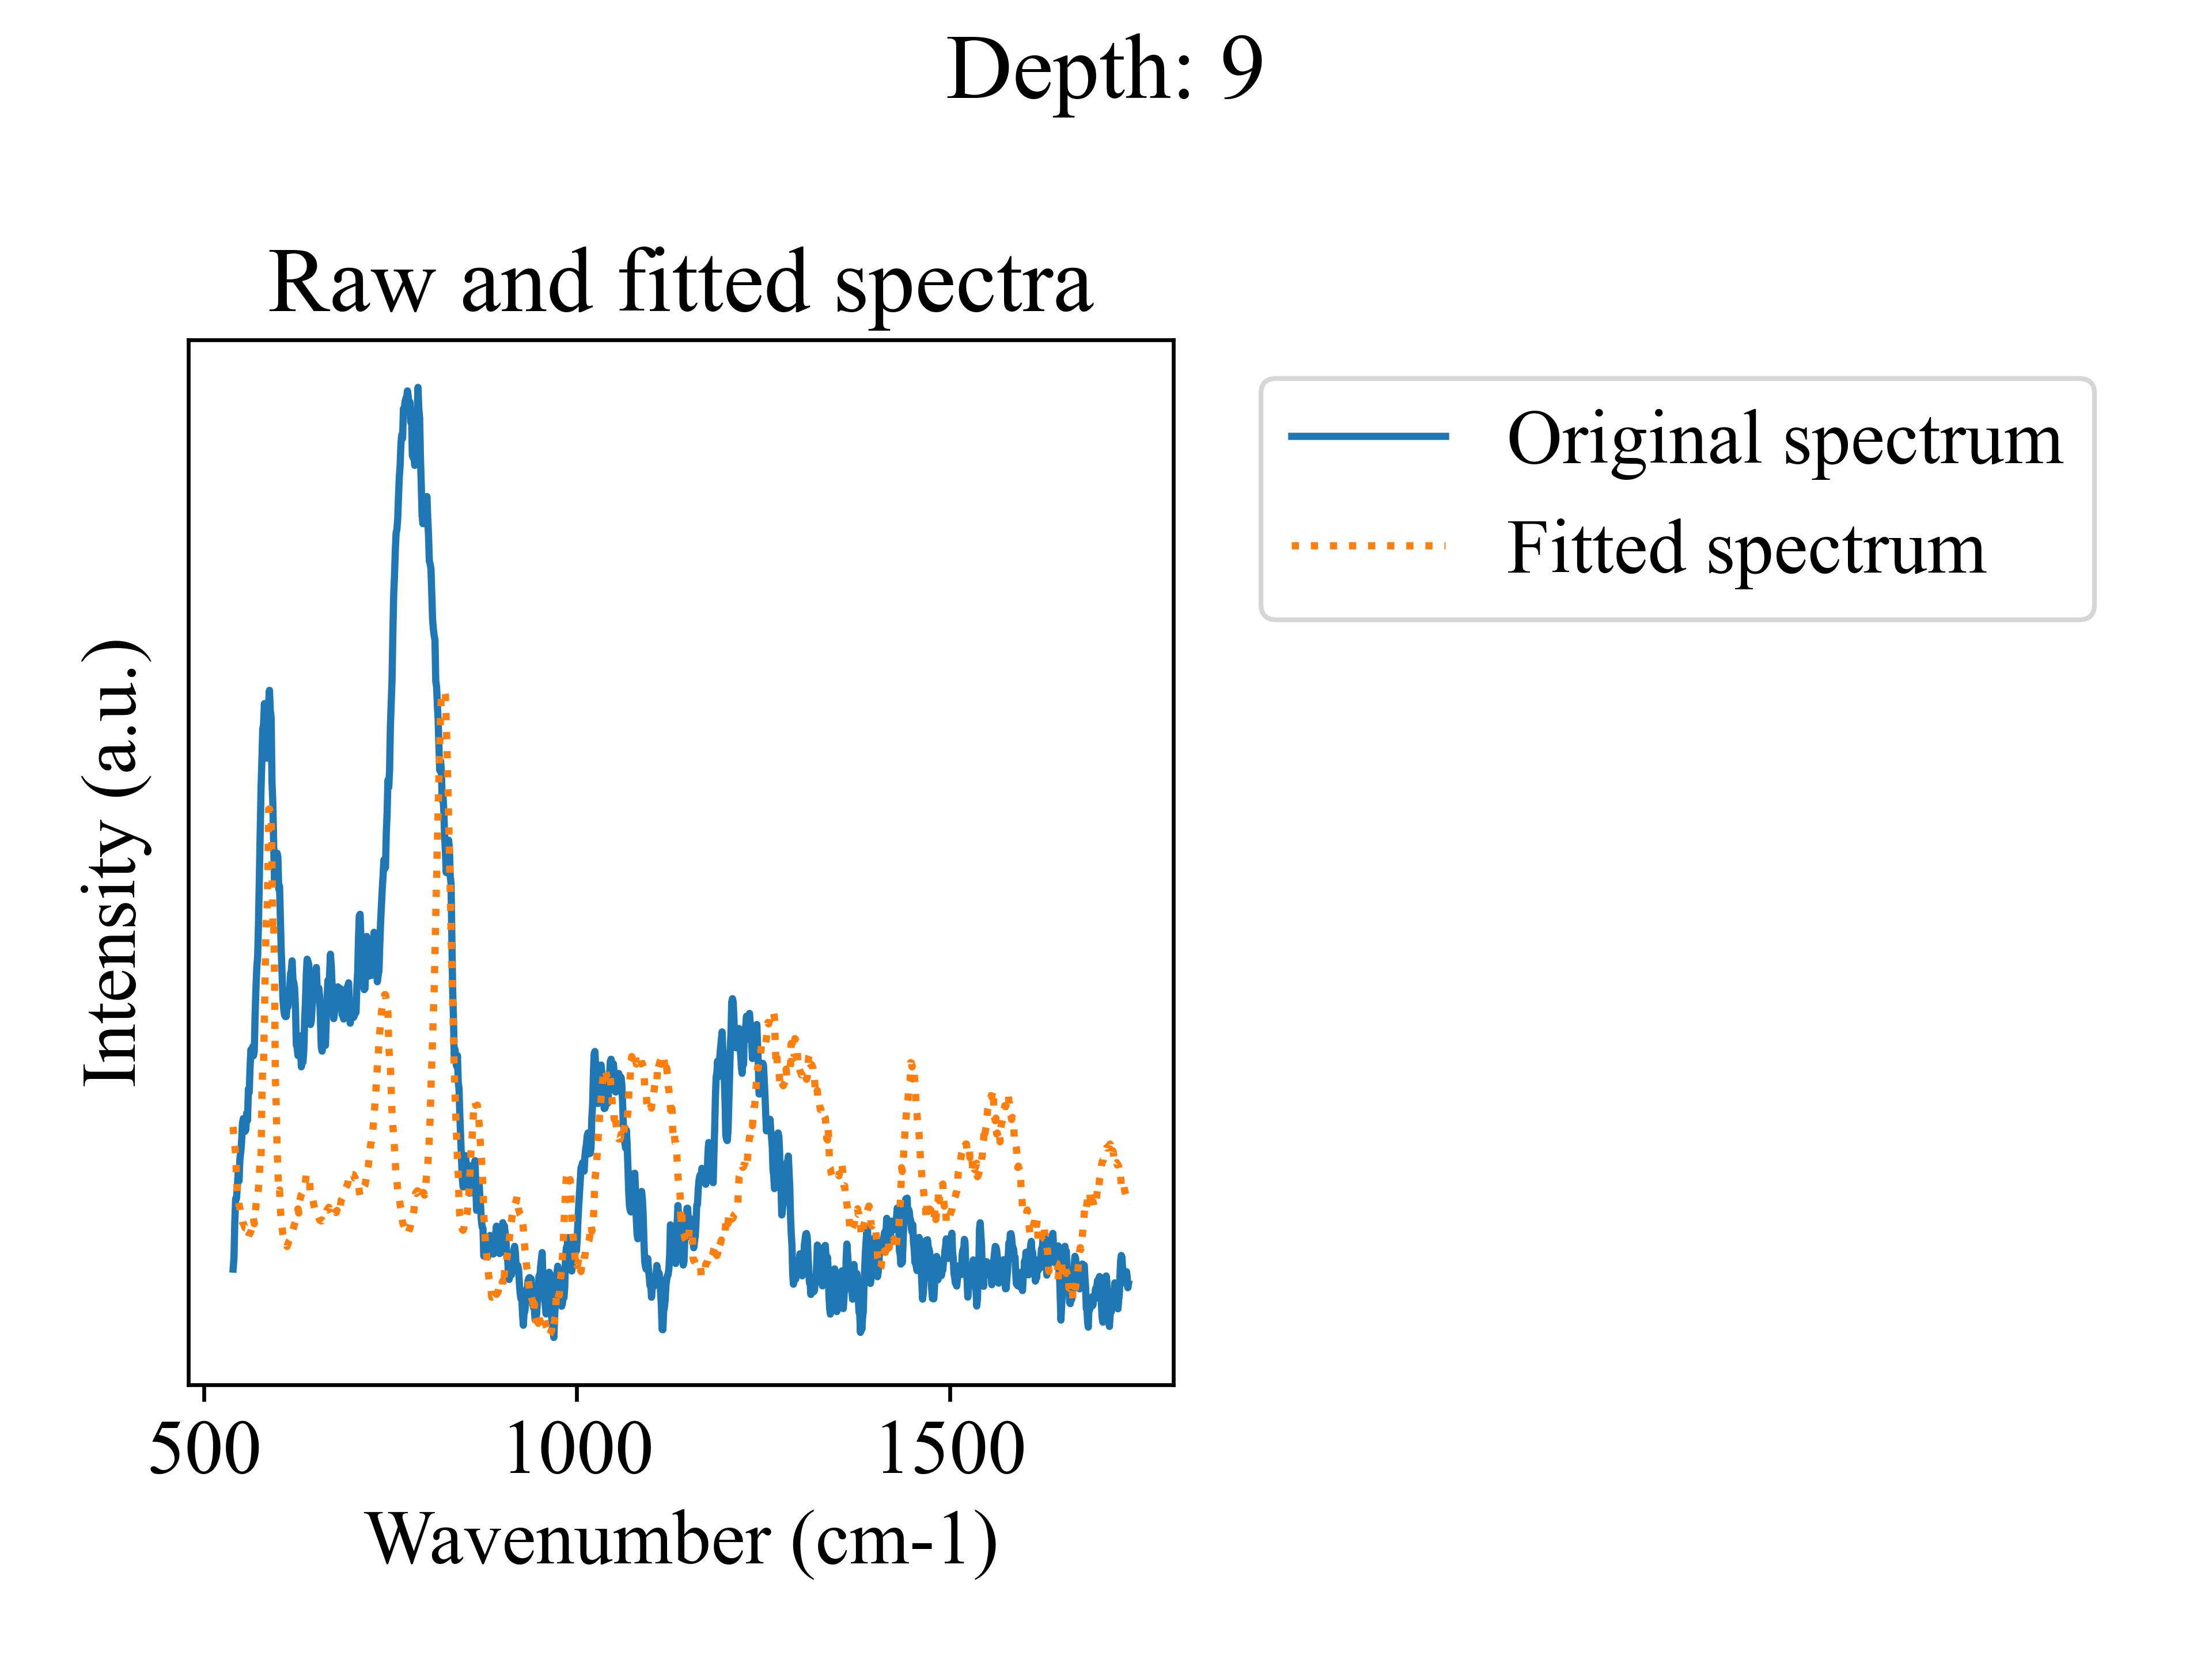 Depth: 9
Raw and fitted spectra
Original spectrum
Fitted spectrum
Intensity (a.u.)
500 1000 1500
Wavenumber (cm-1)